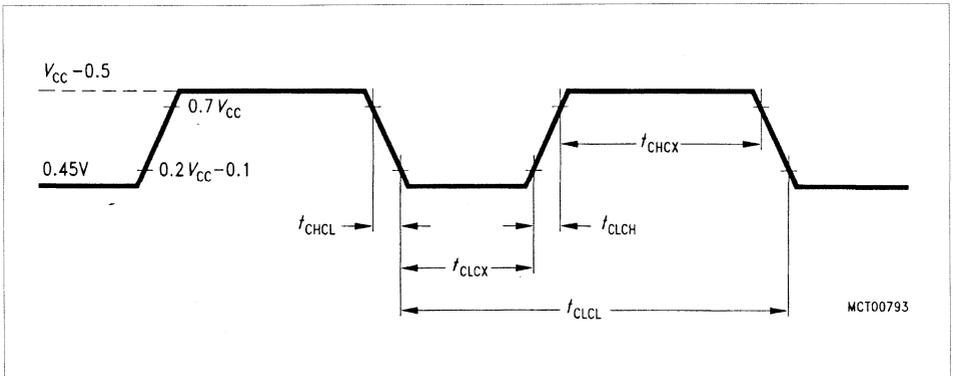 V_CC -0.5
0.7 V_CC
0.45V
0.2 V_CC -0.1
t_CHCX
t_CHCL
t_CLCH
t_CLCX
t_CLCL
MCT00793